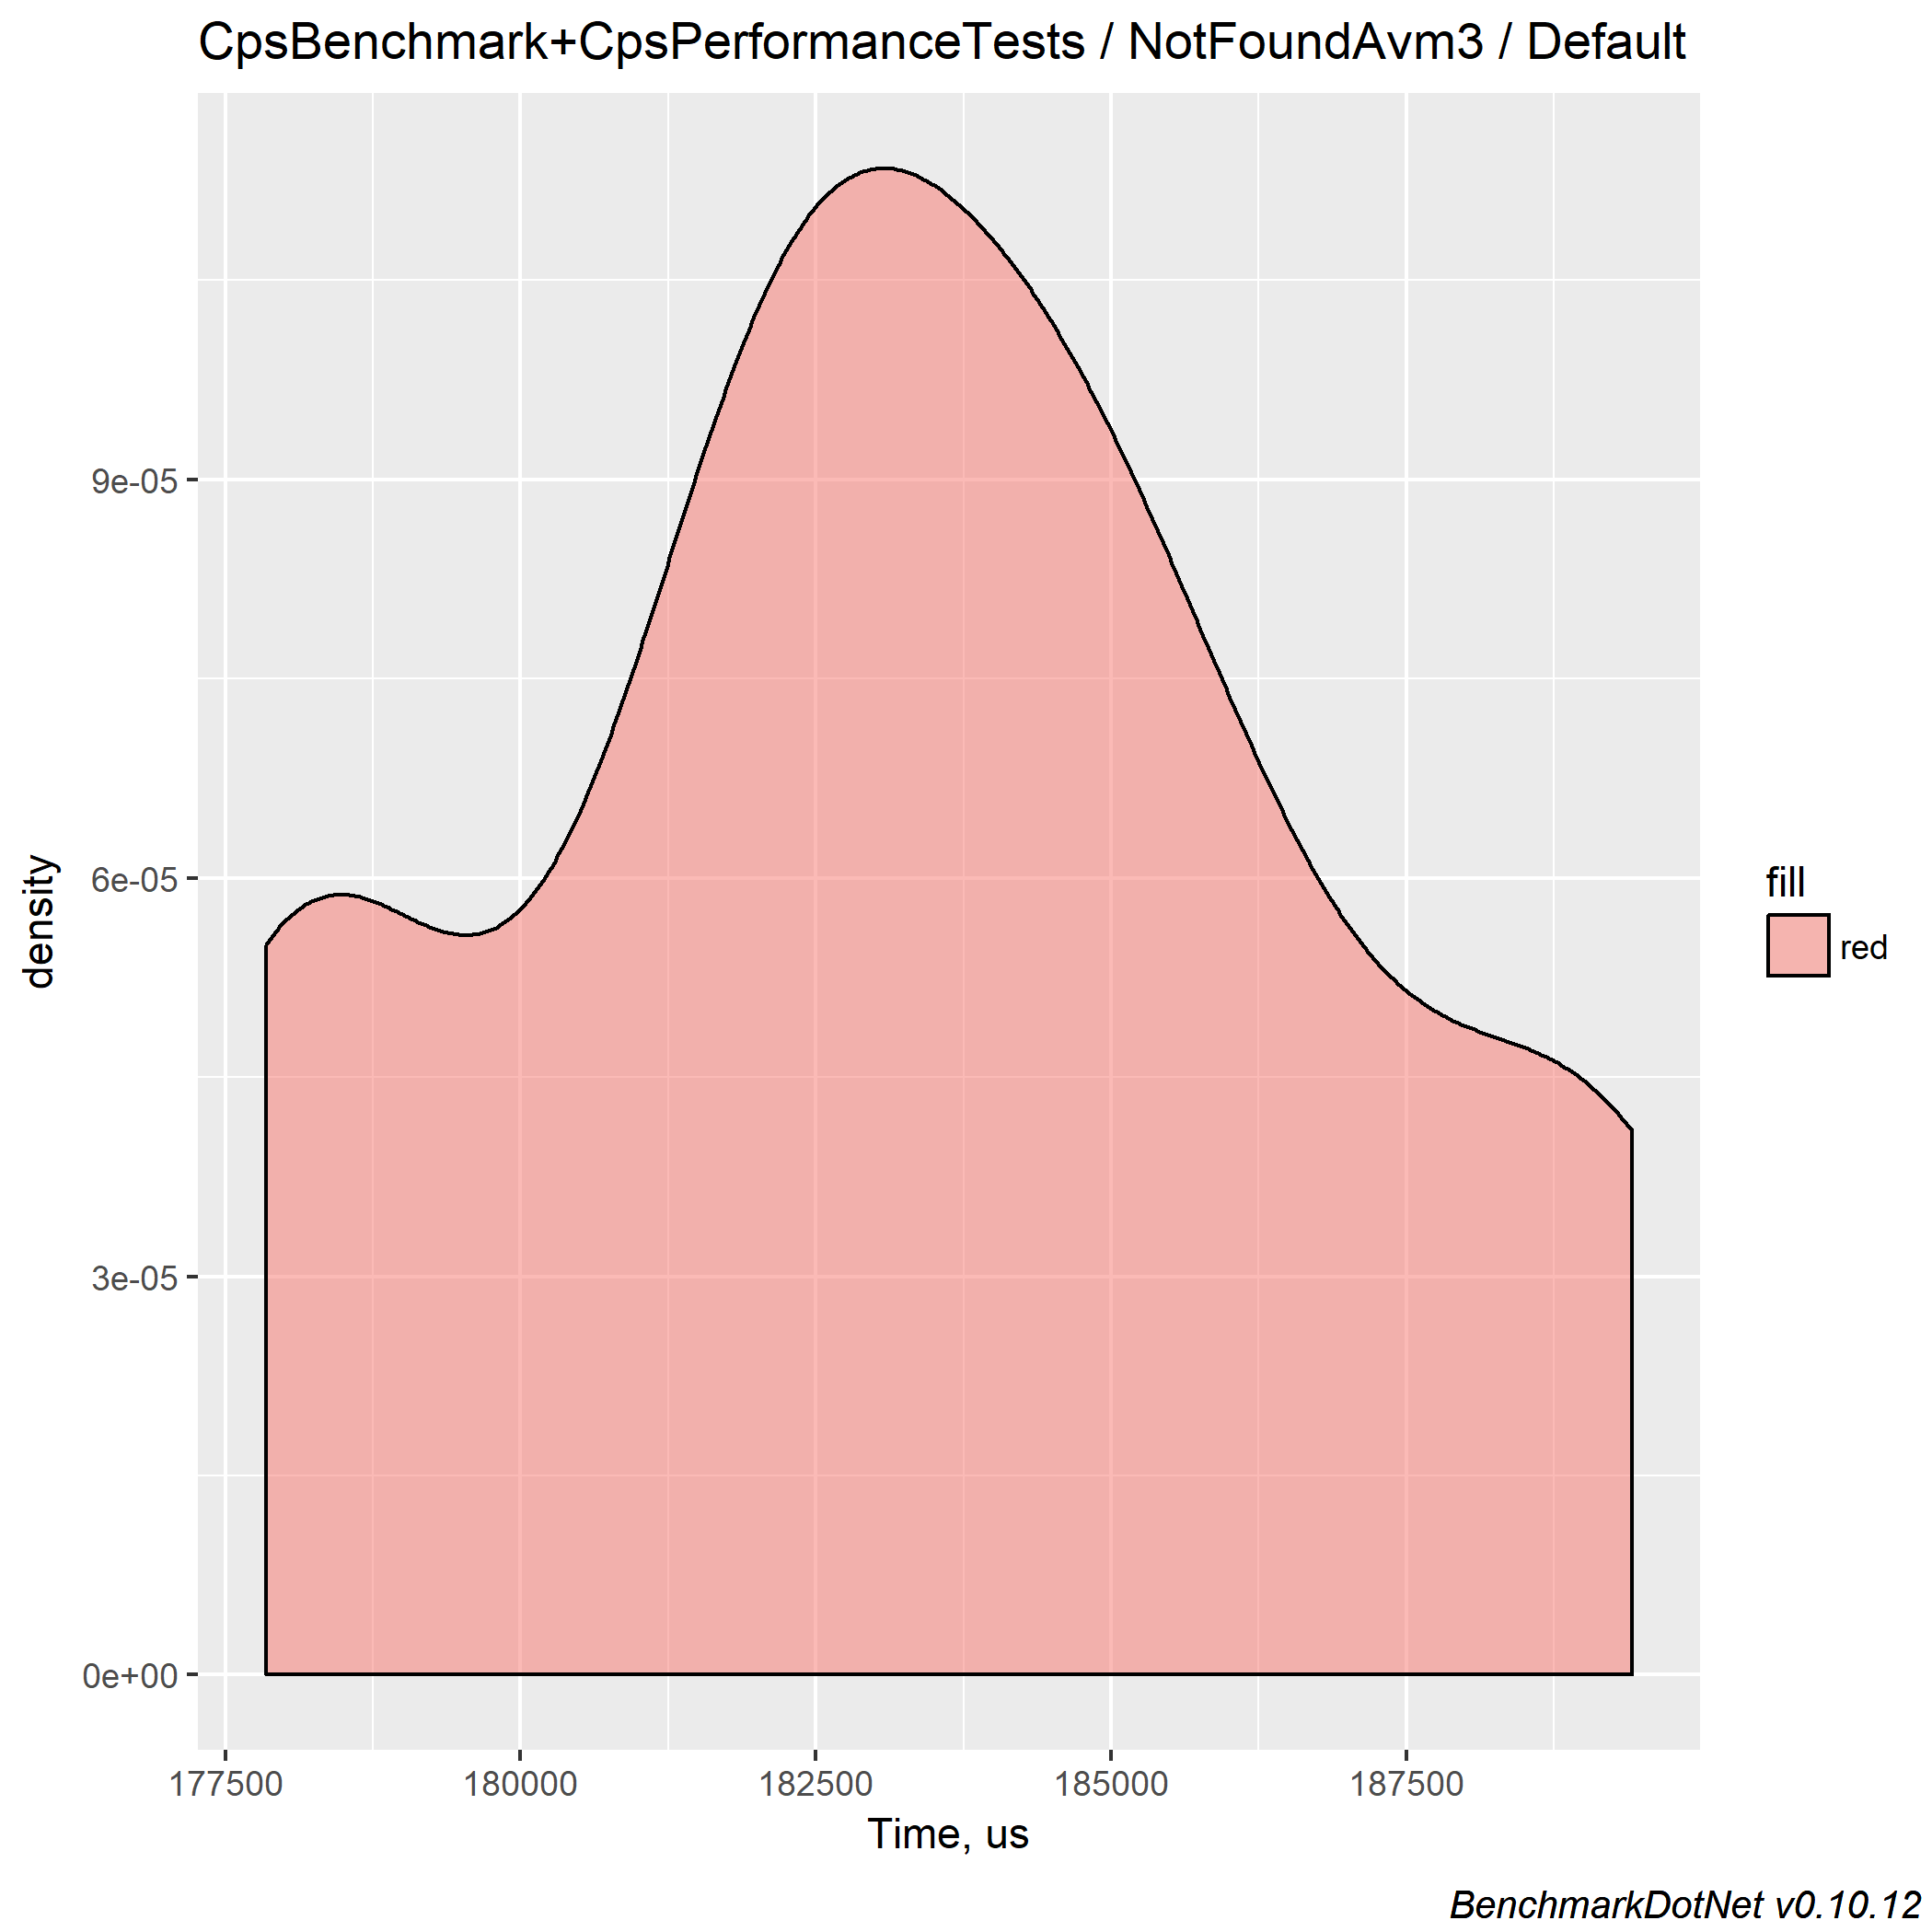 CpsBenchmark+CpsPerformanceTests / NotFoundAvm3 / Default
9e-05
6e-05
3e-05
0e+00
density
177500 180000 182500 185000 187500
Time, us
fill
red
BenchmarkDotNet v0.10.12